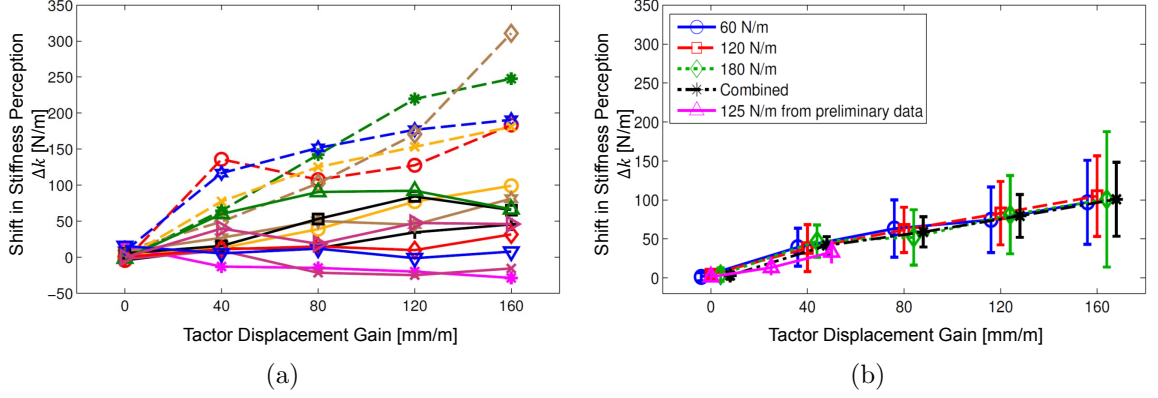 350
300
250
200
150
100
50
0
−50
0 40 80 120 160
Shift in Stiffness Perception
Δk [N/m]
Tactor Displacement Gain [mm/m]
(a)
350
300
250
200
150
100
50
0
0 40 80 120 160
Shift in Stiffness Perception
Δk [N/m]
60 N/m
120 N/m
180 N/m
Combined
125 N/m from preliminary data
Tactor Displacement Gain [mm/m]
(b)